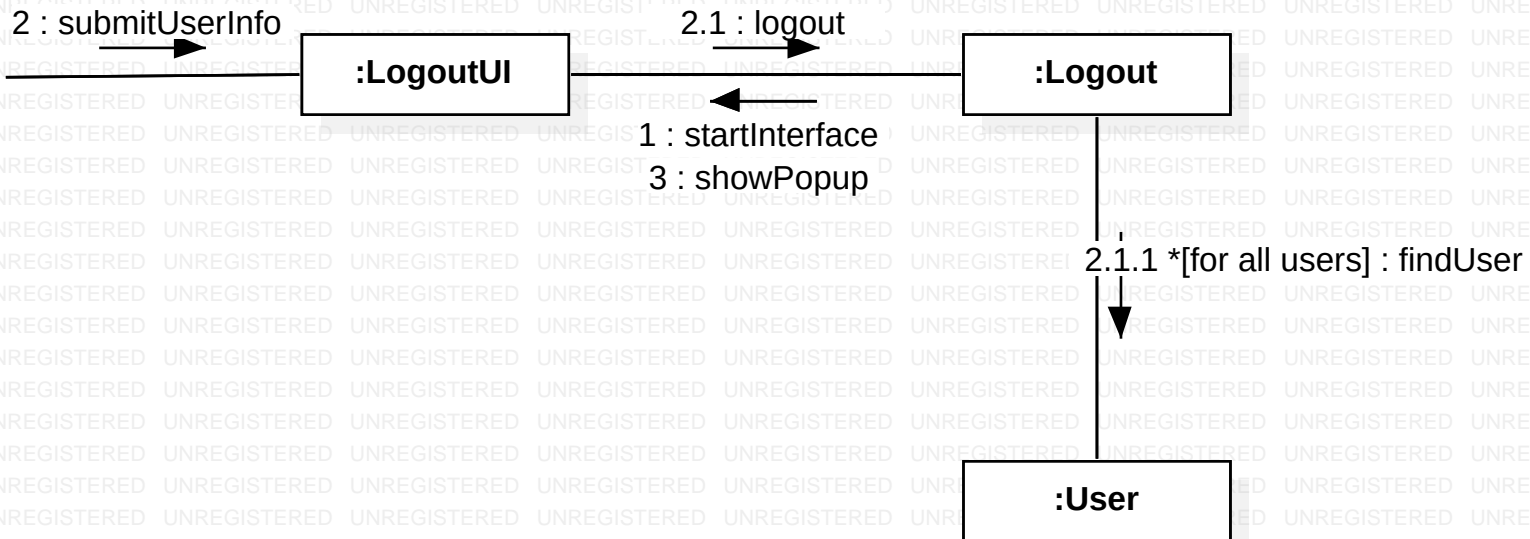 2 : submitUserInfo
2.1 : logout
:LogoutUI
:Logout
1 : startInterface
3 : showPopup
2.1.1 *[for all users] : findUser
:User
UNREGISTERED